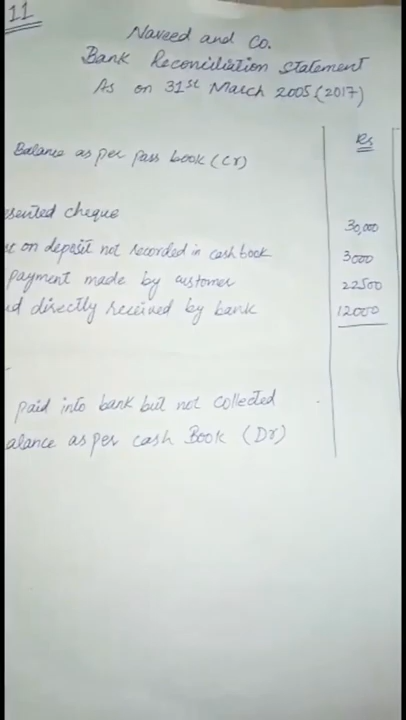 11
Naveed and Co.
Bank Reconciliation Statement
As on 31st March 2005 (2017)
Rs
Balance as per pass book (Cr)
esented cheque 30,000
on deposit not recorded in cash book 3000
payment made by customer 22500
directly received by bank 12000
paid into bank but not collected
alance as per cash Book (Dr)